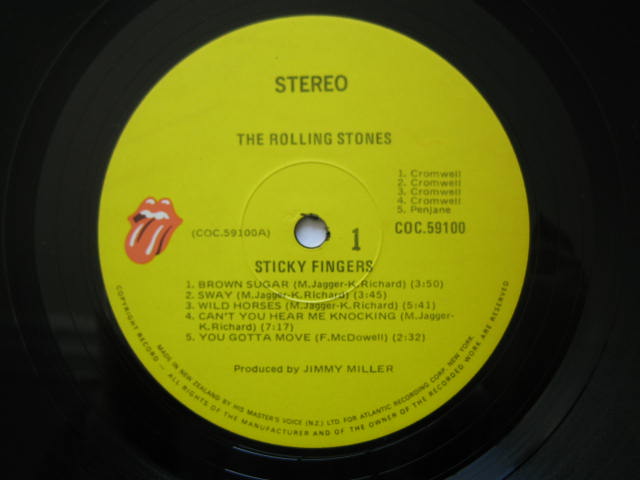 STEREO
THE ROLLING STONES
1. Cromwell
2. Cromwell
3. Cromwell
4. Cromwell
5. Penjane
(COC.59100A)
1
COC.59100
STICKY FINGERS
1. BROWN SUGAR (M.Jagger-K.Richard) (3:50)
2. SWAY (M.Jagger-K.Richard) (3:45)
3. WILD HORSES (M.Jagger-K.Richard) (5:41)
4. CAN'T YOU HEAR ME KNOCKING (M.Jagger-
K.Richard) (7:17)
5. YOU GOTTA MOVE (F.McDowell) (2:32)
Produced by JIMMY MILLER
MADE IN NEW ZEALAND BY HIS MASTER'S VOICE (N.Z.) LTD. FOR ATLANTIC RECORDING CORP. NEW YORK.
COPYRIGHT RECORD — ALL RIGHTS OF THE MANUFACTURER AND OF THE OWNER OF THE RECORDED WORK ARE RESERVED